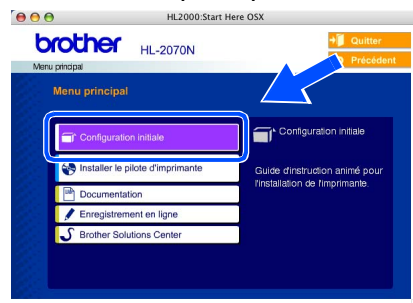 HL2000:Start Here OSX
brother HL-2070N
Quitter
Précédent
Menu principal
Menu principal
Configuration initiale
Installer le pilote d'imprimante
Documentation
Enregistrement en ligne
Brother Solutions Center
Configuration initiale
Guide d'instruction animé pour
l'installation de l'imprimante.